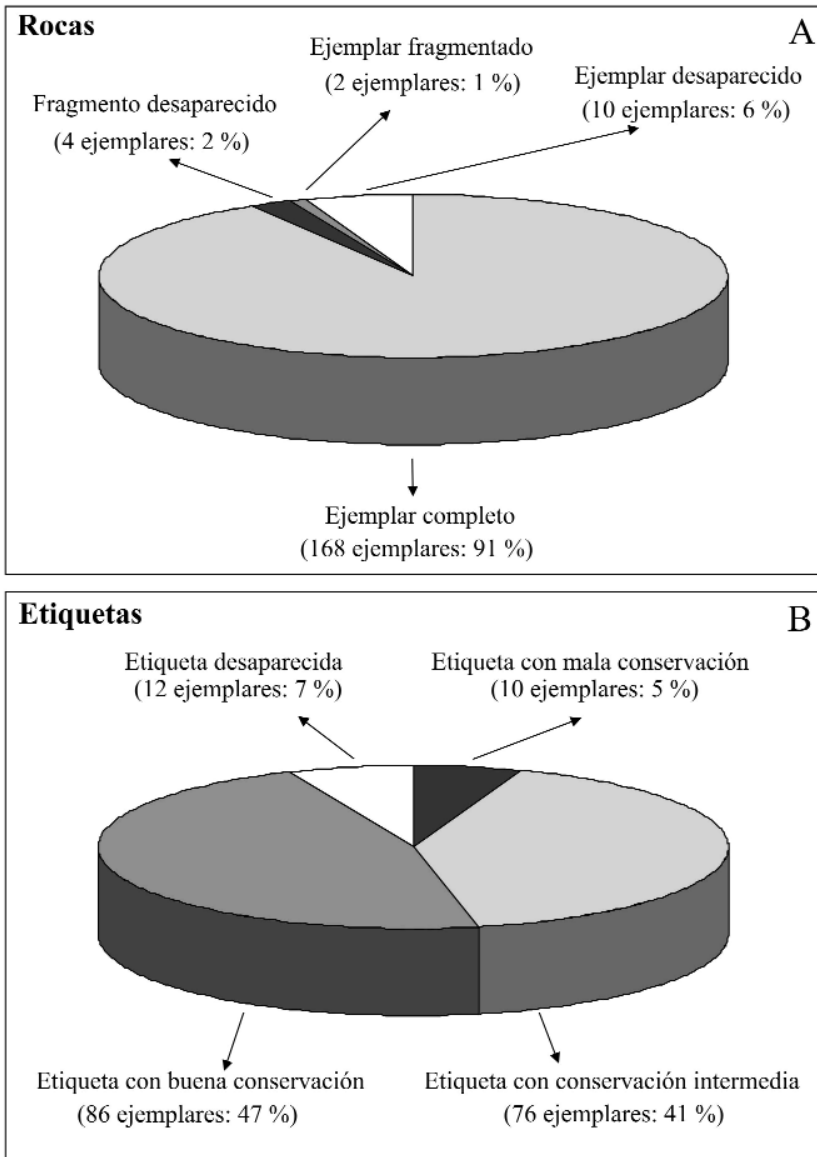 Rocas
A
Ejemplar fragmentado
(2 ejemplares: 1 %)
Ejemplar desaparecido
(10 ejemplares: 6 %)
Fragmento desaparecido
(4 ejemplares: 2 %)
Ejemplar completo
(168 ejemplares: 91 %)
Etiquetas
B
Etiqueta desaparecida
(12 ejemplares: 7 %)
Etiqueta con mala conservación
(10 ejemplares: 5 %)
Etiqueta con buena conservación
(86 ejemplares: 47 %)
Etiqueta con conservación intermedia
(76 ejemplares: 41 %)